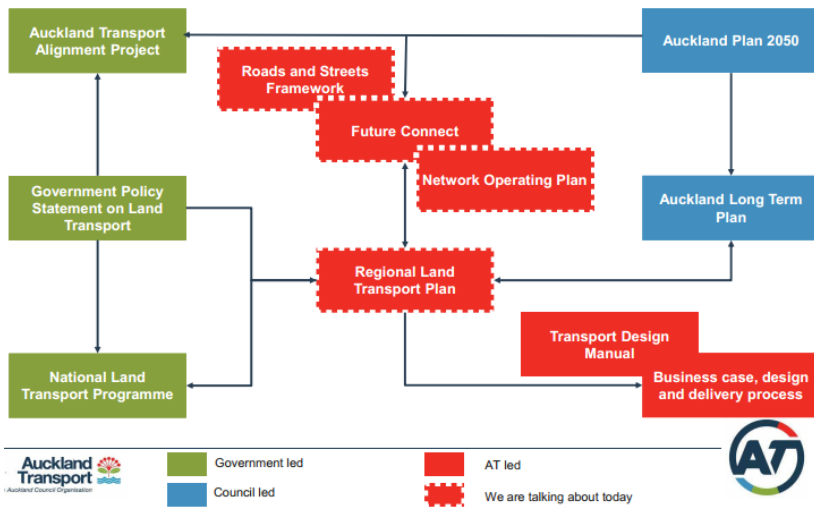 Auckland Transport
Alignment Project
Auckland Plan 2050
Roads and Streets
Framework
Future Connect
Network Operating Plan
Government Policy
Statement on Land
Transport
Auckland Long Term
Plan
Regional Land
Transport Plan
Transport Design
Manual
National Land
Transport Programme
Business case, design
and delivery process
Auckland
Transport
Auckland Council Organisation
Government led
Council led
AT led
We are talking about today
AT